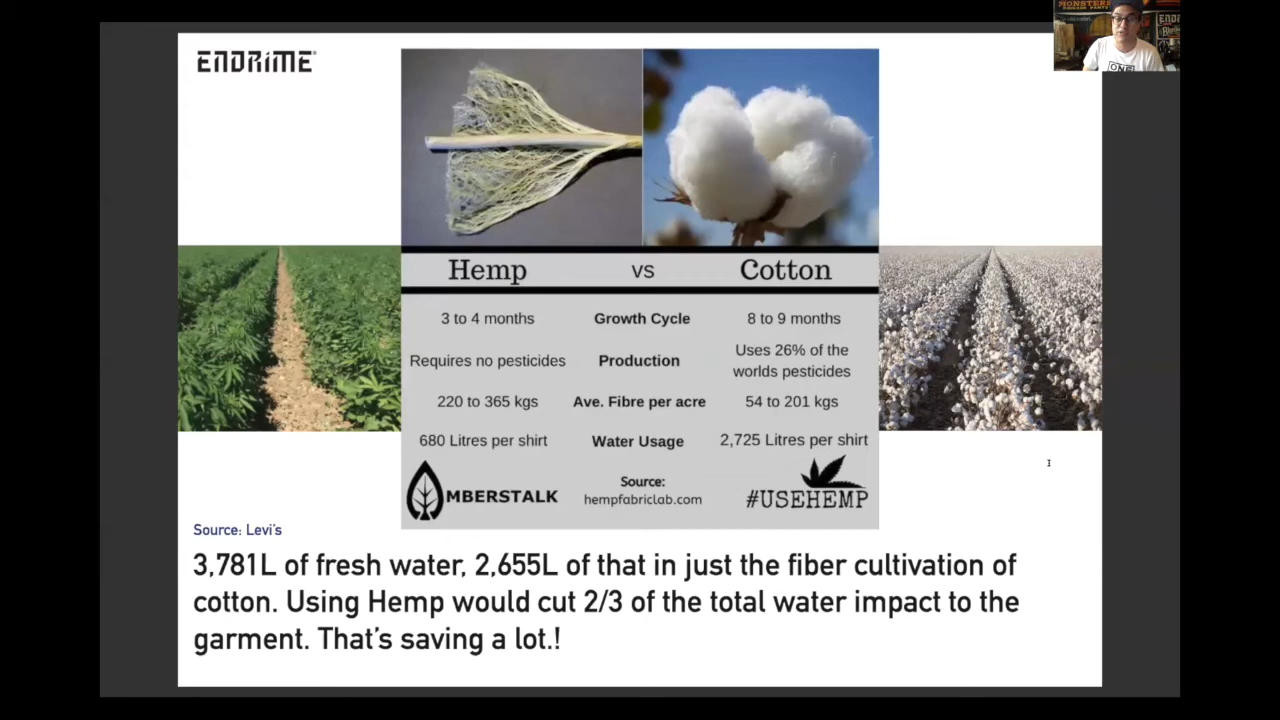 ENDRIME®
Hemp vs Cotton
3 to 4 months Growth Cycle 8 to 9 months
Requires no pesticides Production Uses 26% of the
worlds pesticides
220 to 365 kgs Ave. Fibre per acre 54 to 201 kgs
680 Litres per shirt Water Usage 2,725 Litres per shirt
MBERSTALK
Source:
hempfabriclab.com
#USEHEMP
Source: Levi's
3,781L of fresh water, 2,655L of that in just the fiber cultivation of
cotton. Using Hemp would cut 2/3 of the total water impact to the
garment. That's saving a lot.!
MONSTERS
ONE